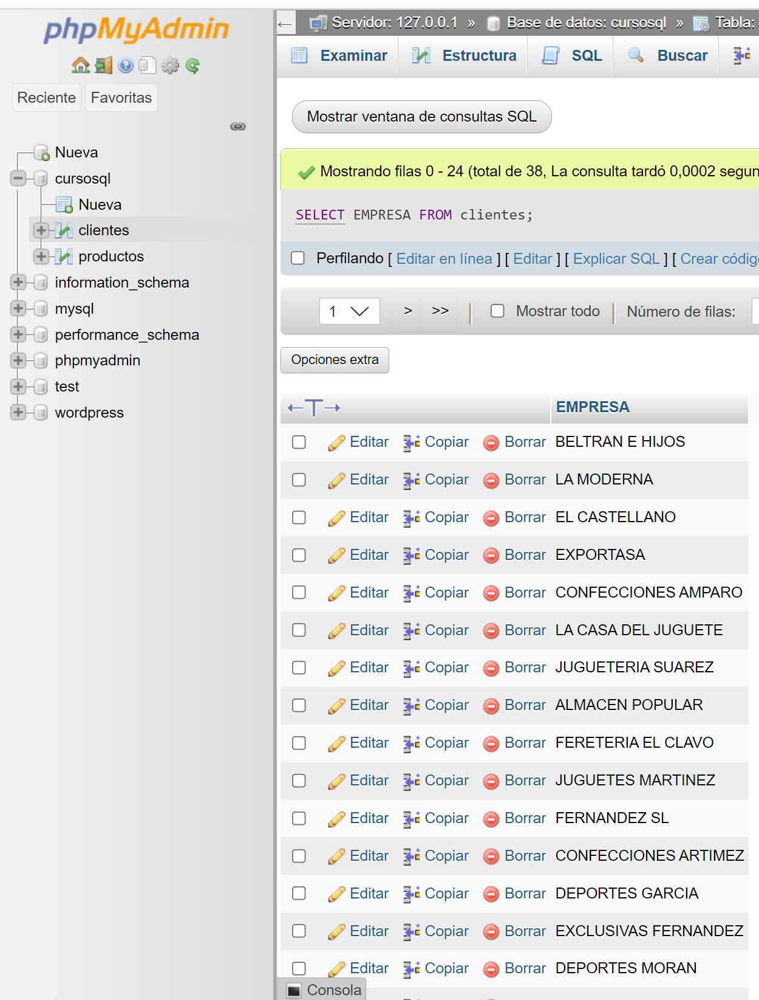 phpMyAdmin
Reciente Favoritas
Nueva
cursosql
Nueva
clientes
productos
information_schema
mysql
performance_schema
phpmyadmin
test
wordpress
← Servidor: 127.0.0.1 » Base de datos: cursosql » Tabla:
Examinar Estructura SQL Buscar
Mostrar ventana de consultas SQL
Mostrando filas 0 - 24 (total de 38, La consulta tardó 0,0002 segun
SELECT EMPRESA FROM clientes;
Perfilando [ Editar en línea ] [ Editar ] [ Explicar SQL ] [ Crear códig
1 > >> | Mostrar todo | Número de filas:
Opciones extra
←T→ EMPRESA
Editar Copiar Borrar BELTRAN E HIJOS
Editar Copiar Borrar LA MODERNA
Editar Copiar Borrar EL CASTELLANO
Editar Copiar Borrar EXPORTASA
Editar Copiar Borrar CONFECCIONES AMPARO
Editar Copiar Borrar LA CASA DEL JUGUETE
Editar Copiar Borrar JUGUETERIA SUAREZ
Editar Copiar Borrar ALMACEN POPULAR
Editar Copiar Borrar FERETERIA EL CLAVO
Editar Copiar Borrar JUGUETES MARTINEZ
Editar Copiar Borrar FERNANDEZ SL
Editar Copiar Borrar CONFECCIONES ARTIMEZ
Editar Copiar Borrar DEPORTES GARCIA
Editar Copiar Borrar EXCLUSIVAS FERNANDEZ
Editar Copiar Borrar DEPORTES MORAN
Consola